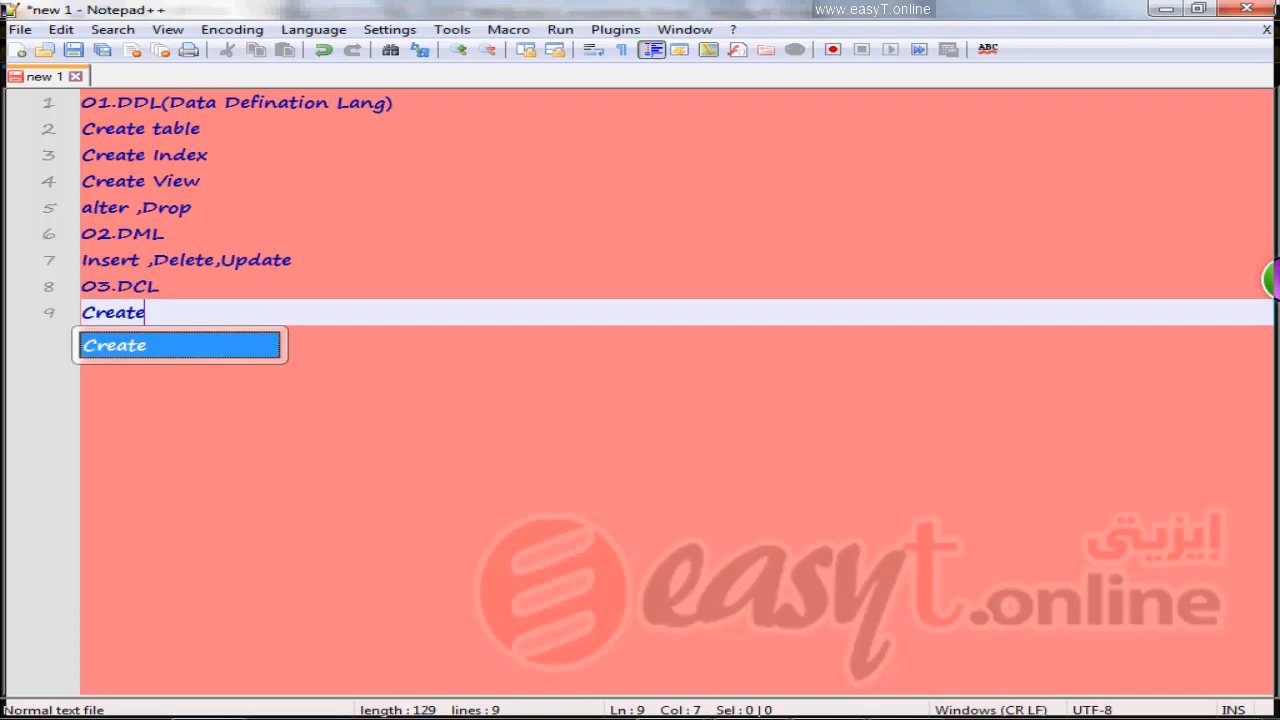 *new 1 - Notepad++
www.easyT.online
File Edit Search View Encoding Language Settings Tools Macro Run Plugins Window ? X
ABC
new 1
1 01.DDL(Data Defination Lang)
2 Create table
3 Create Index
4 Create View
5 alter ,Drop
6 02.DML
7 Insert ,Delete,Update
8 03.DCL
9 Create
Create
إيزيتي
easyt.online
Normal text file length : 129 lines : 9 Ln : 9 Col : 7 Sel : 0 | 0 Windows (CR LF) UTF-8 INS